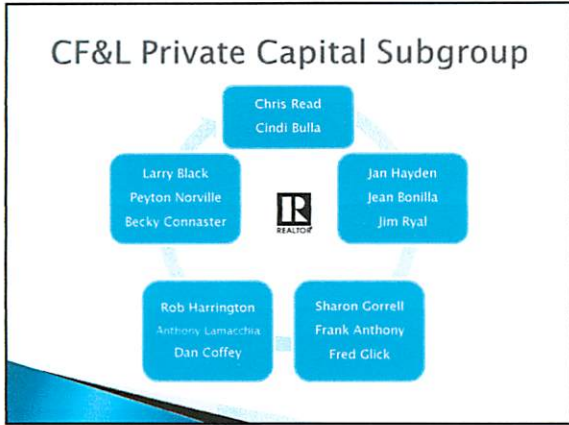 CF&L Private Capital Subgroup
Chris Read
Cindi Bulla
Jan Hayden
Jean Bonilla
Jim Ryal
Sharon Gorrell
Frank Anthony
Fred Glick
Rob Harrington
Anthony Lamacchia
Dan Coffey
Larry Black
Peyton Norville
Becky Connaster
R
REALTOR®